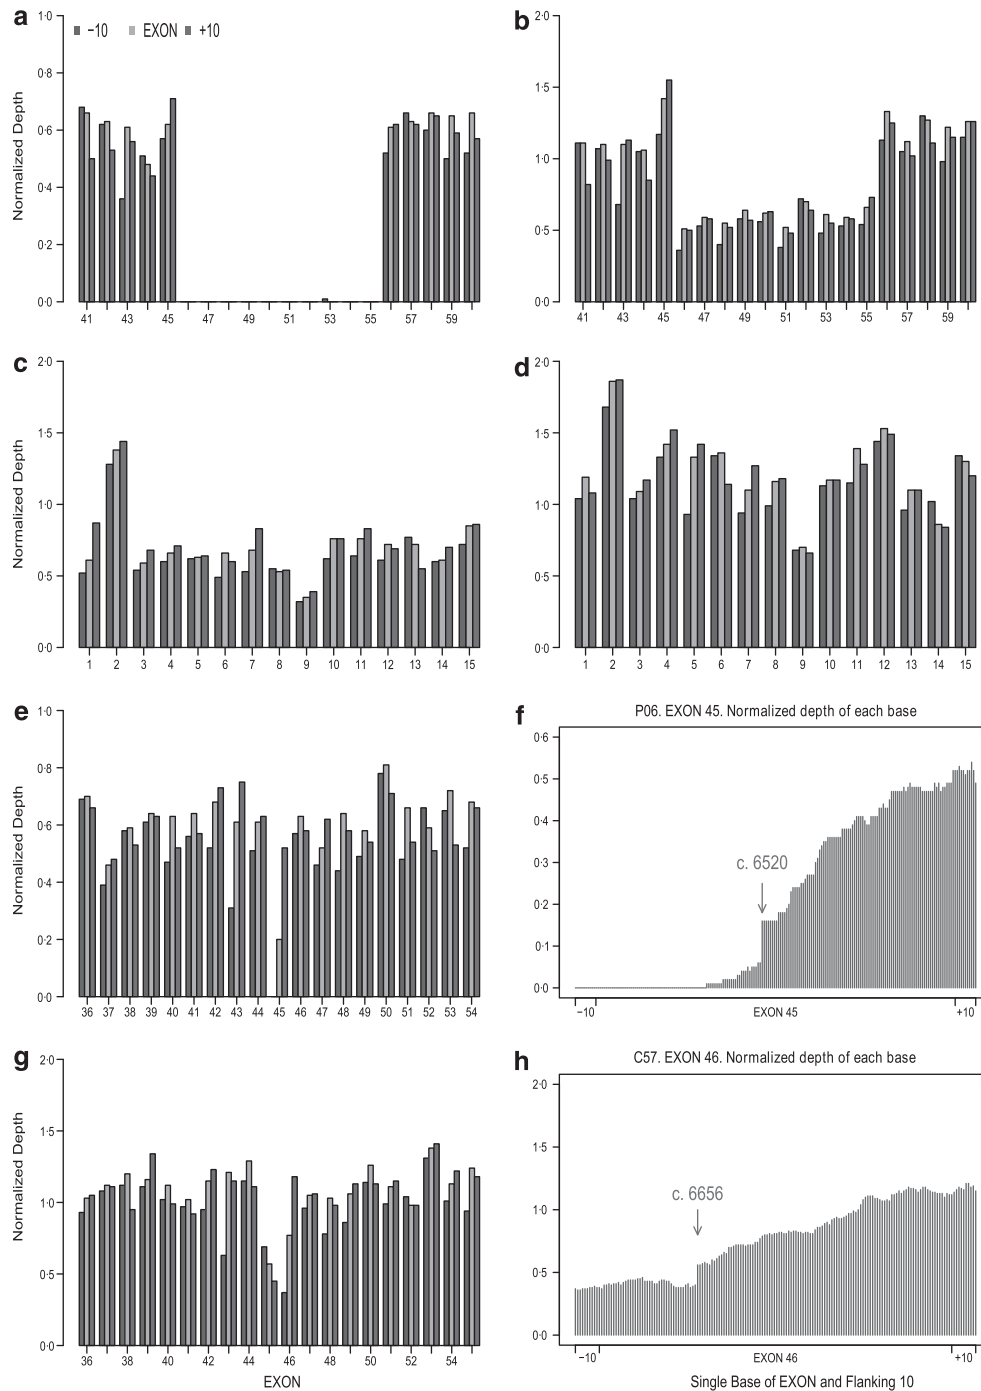 a
−10 EXON +10
Normalized Depth
1·0
0·8
0·6
0·4
0·2
0·0
41 43 45 47 49 51 53 55 57 59
b
2·0
1·5
1·0
0·5
0·0
41 43 45 47 49 51 53 55 57 59
c
Normalized Depth
2·0
1·5
1·0
0·5
0·0
1 2 3 4 5 6 7 8 9 10 11 12 13 14 15
d
2·0
1·5
1·0
0·5
0·0
1 2 3 4 5 6 7 8 9 10 11 12 13 14 15
e
Normalized Depth
1·0
0·8
0·6
0·4
0·2
0·0
36 37 38 39 40 41 42 43 44 45 46 47 48 49 50 51 52 53 54
f
P06. EXON 45. Normalized depth of each base
0·6
0·5
0·4
0·3
0·2
0·1
0·0
c. 6520
−10 EXON 45 +10
g
Normalized Depth
2·0
1·5
1·0
0·5
0·0
36 38 40 42 44 46 48 50 52 54
EXON
h
C57. EXON 46. Normalized depth of each base
2·0
1·5
1·0
0·5
0·0
c. 6656
−10 EXON 46 +10
Single Base of EXON and Flanking 10